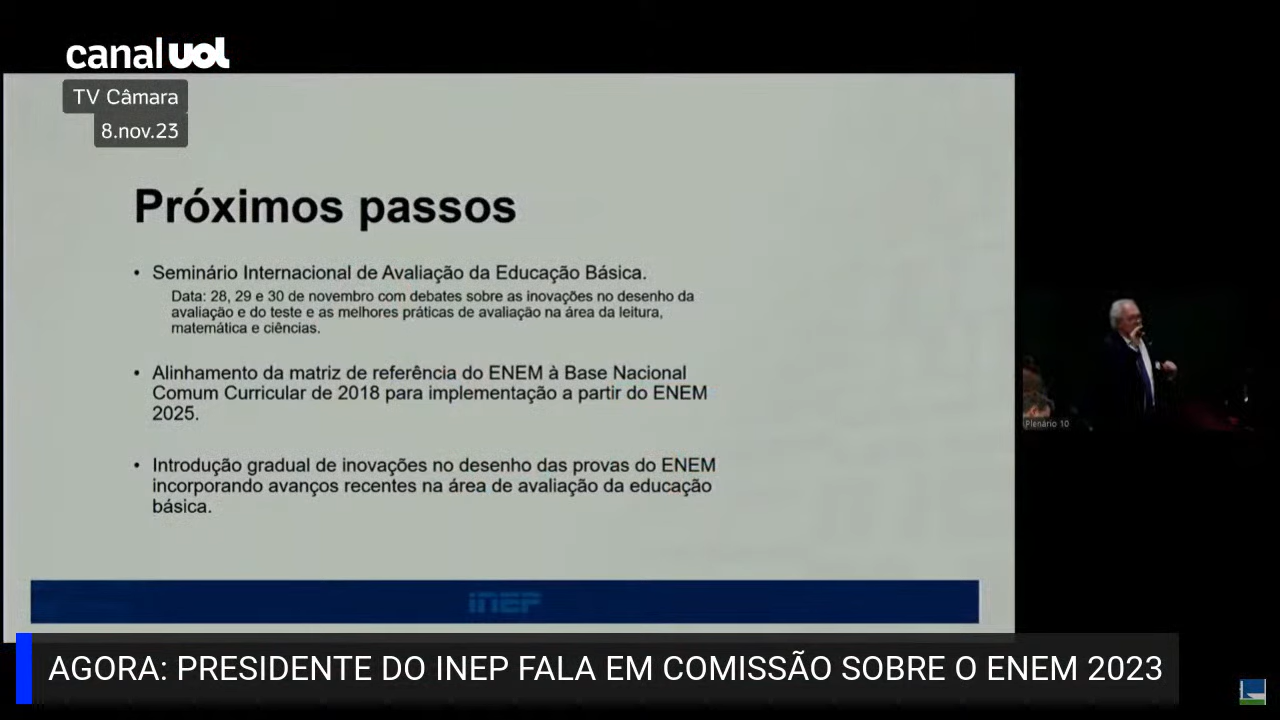 canal uol
TV Câmara
8.nov.23
Próximos passos
• Seminário Internacional de Avaliação da Educação Básica.
Data: 28, 29 e 30 de novembro com debates sobre as inovações no desenho da
avaliação e do teste e as melhores práticas de avaliação na área da leitura,
matemática e ciências.
• Alinhamento da matriz de referência do ENEM à Base Nacional
Comum Curricular de 2018 para implementação a partir do ENEM
2025.
• Introdução gradual de inovações no desenho das provas do ENEM
incorporando avanços recentes na área de avaliação da educação
básica.
inep
Plenário 10
AGORA: PRESIDENTE DO INEP FALA EM COMISSÃO SOBRE O ENEM 2023